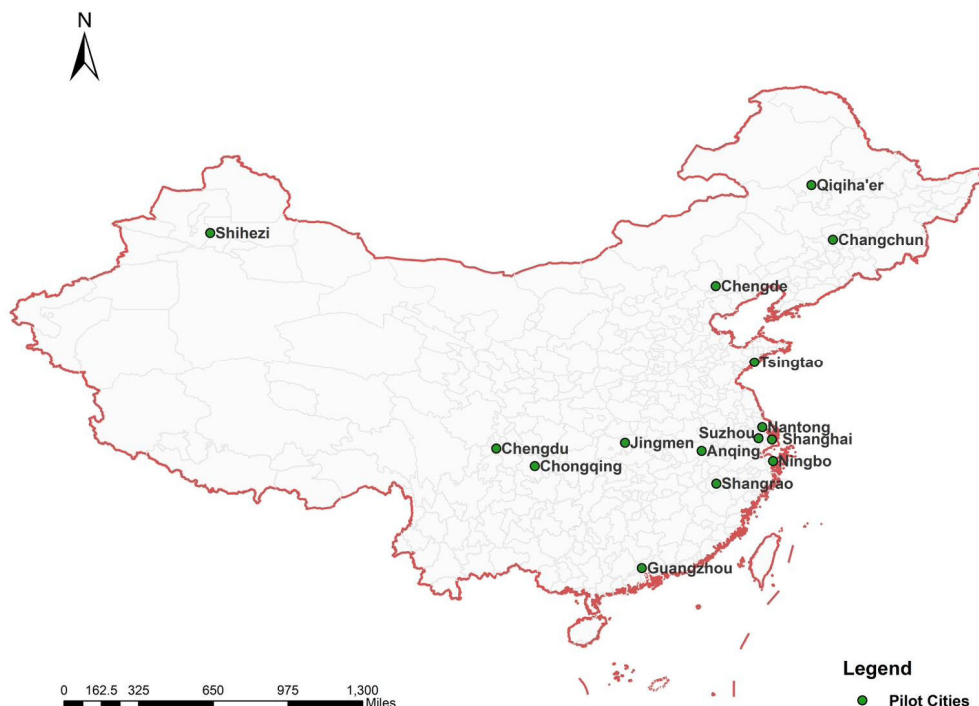 N
Qiqiha'er
Shihezi
Changchun
Chengde
Tsingtao
Nantong
Suzhou
Shanghai
Jingmen
Chengdu
Anqing
Ningbo
Chongqing
Shangrao
Guangzhou
Legend
Pilot Cities
0 162.5 325 650 975 1,300
Miles